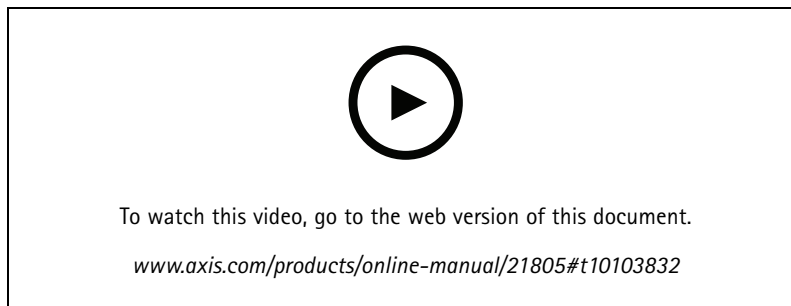 To watch this video, go to the web version of this document.
www.axis.com/products/online-manual/21805#t10103832